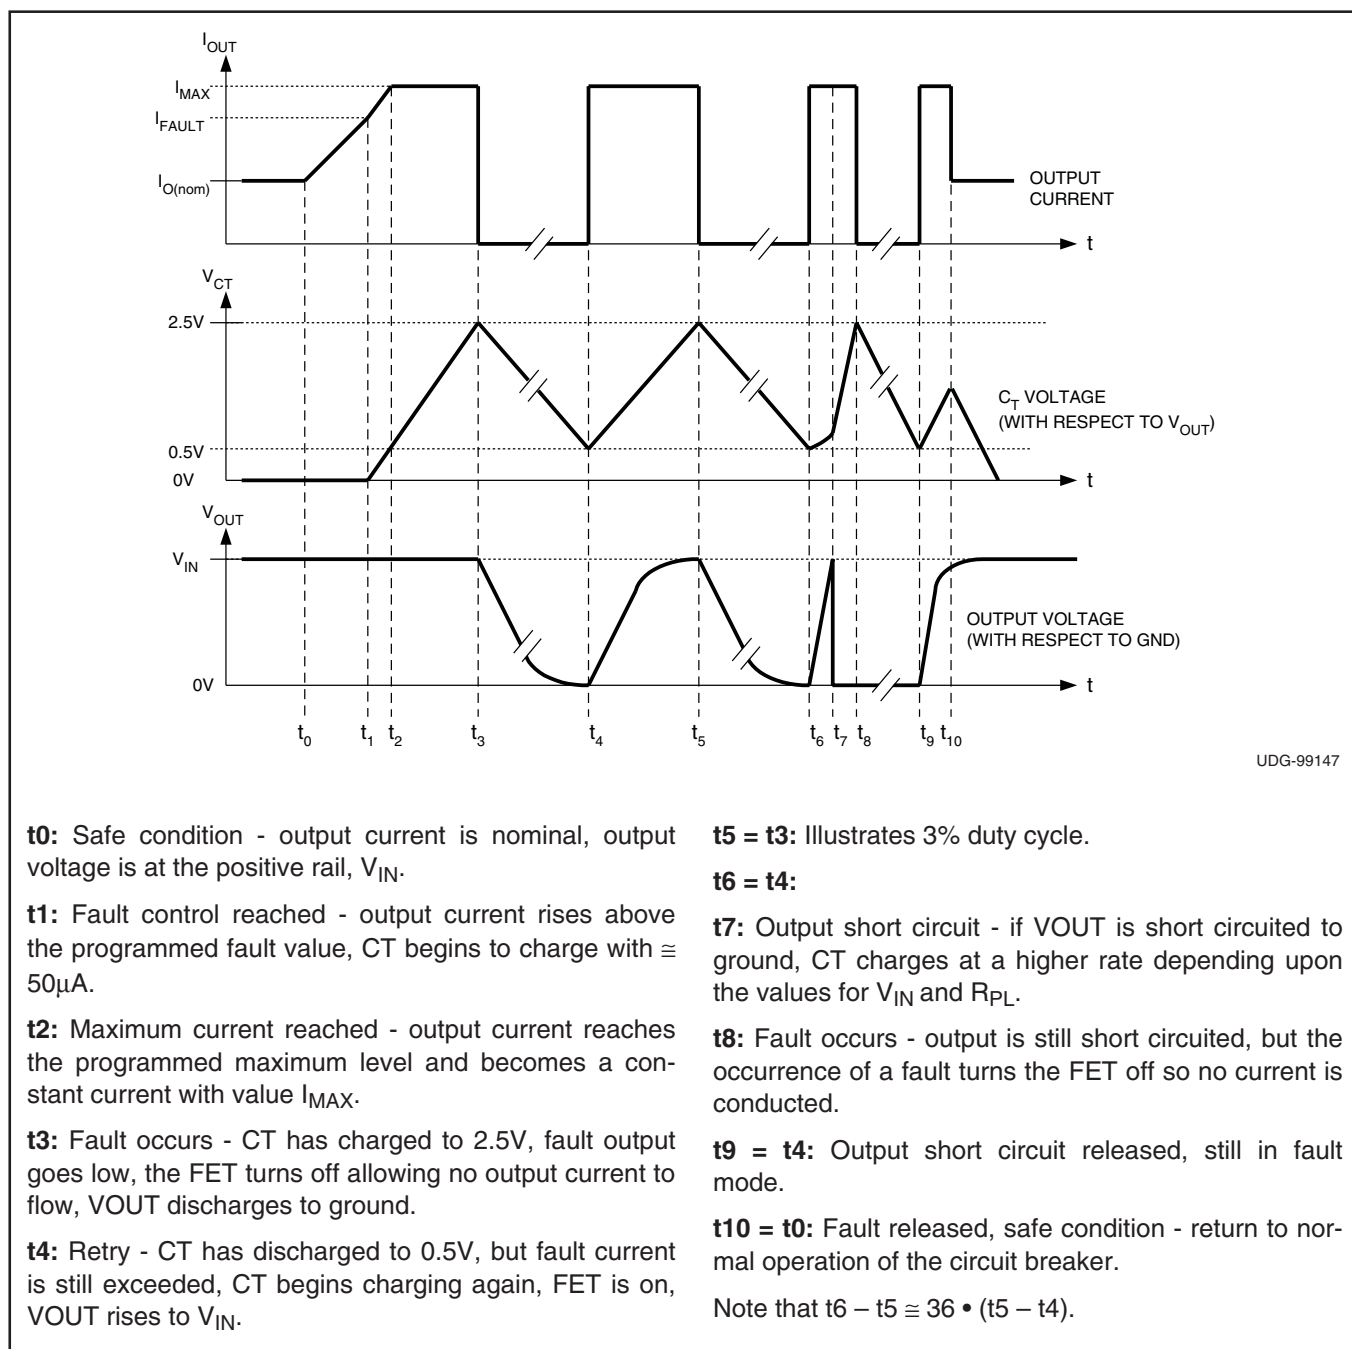 I_OUT
I_MAX
I_FAULT
I_O(nom)
OUTPUT
CURRENT
t
V_CT
2.5V
0.5V
0V
C_T VOLTAGE
(WITH RESPECT TO V_OUT)
t
V_OUT
V_IN
0V
OUTPUT VOLTAGE
(WITH RESPECT TO GND)
t
t_0 t_1 t_2 t_3 t_4 t_5 t_6 t_7 t_8 t_9 t_10
UDG-99147
t0: Safe condition - output current is nominal, output
voltage is at the positive rail, V_IN.
t1: Fault control reached - output current rises above
the programmed fault value, CT begins to charge with ≅
50μA.
t2: Maximum current reached - output current reaches
the programmed maximum level and becomes a con-
stant current with value I_MAX.
t3: Fault occurs - CT has charged to 2.5V, fault output
goes low, the FET turns off allowing no output current to
flow, VOUT discharges to ground.
t4: Retry - CT has discharged to 0.5V, but fault current
is still exceeded, CT begins charging again, FET is on,
VOUT rises to V_IN.
t5 = t3: Illustrates 3% duty cycle.
t6 = t4:
t7: Output short circuit - if VOUT is short circuited to
ground, CT charges at a higher rate depending upon
the values for V_IN and R_PL.
t8: Fault occurs - output is still short circuited, but the
occurrence of a fault turns the FET off so no current is
conducted.
t9 = t4: Output short circuit released, still in fault
mode.
t10 = t0: Fault released, safe condition - return to nor-
mal operation of the circuit breaker.
Note that t6 – t5 ≅ 36 • (t5 – t4).